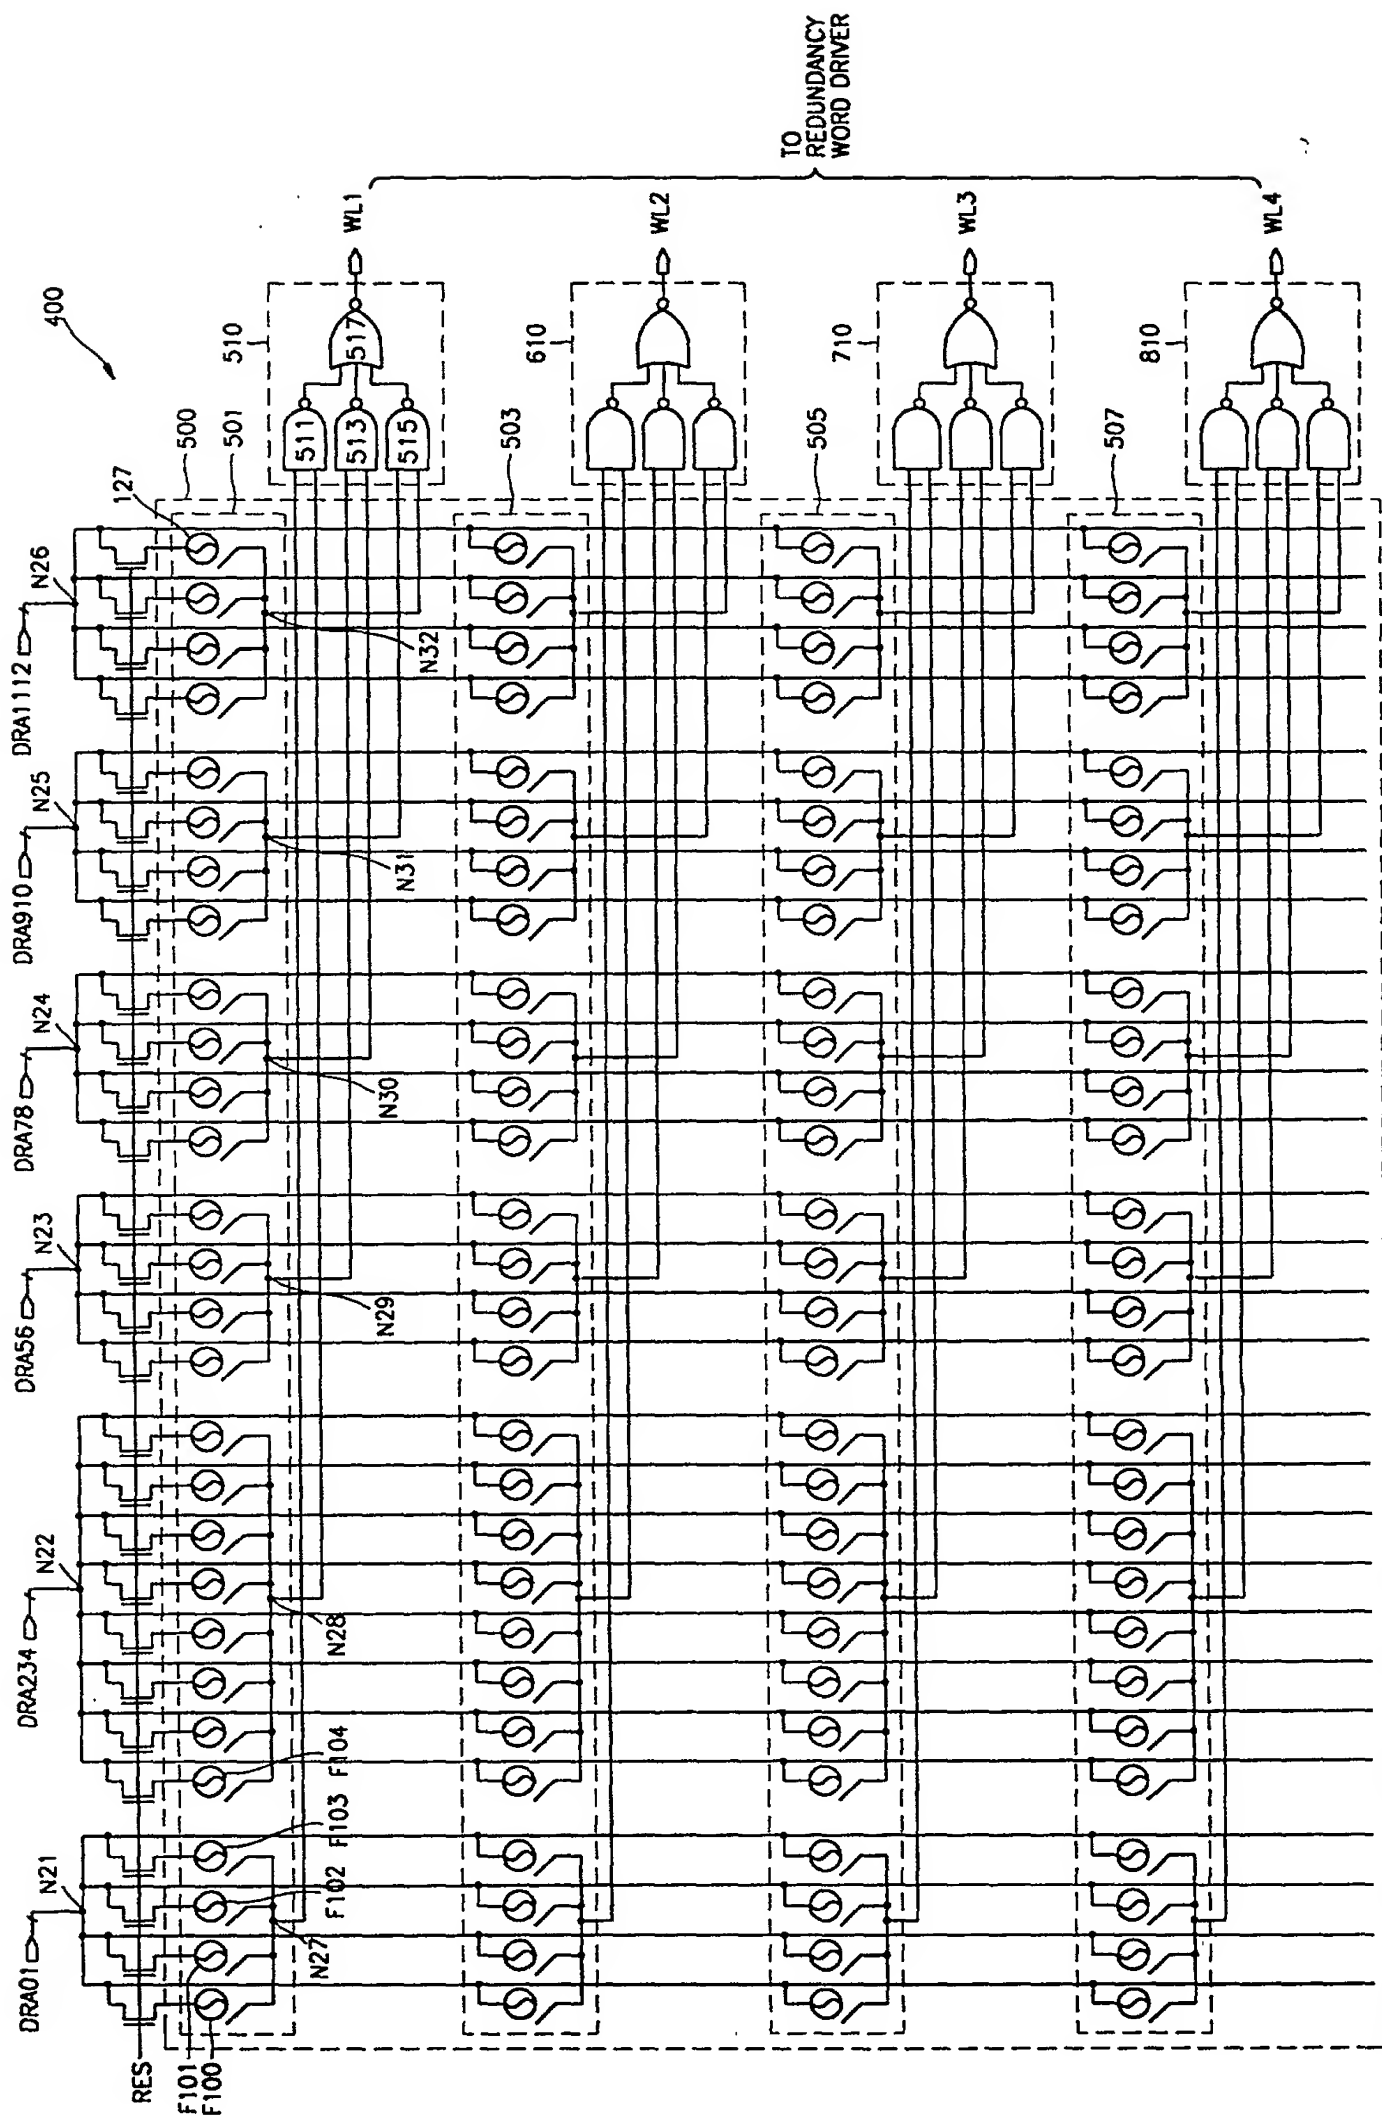 400
DRA01
DRA234
DRA56
DRA78
DRA910
DRA1112
N21
N22
N23
N24
N25
N26
RES
F101
F100
F102
F103
F104
127
500
501
N27
N28
N29
N30
N31
N32
510
511
513
515
517
WL1
503
610
WL2
505
710
WL3
507
810
WL4
TO
REDUNDANCY
WORD DRIVER